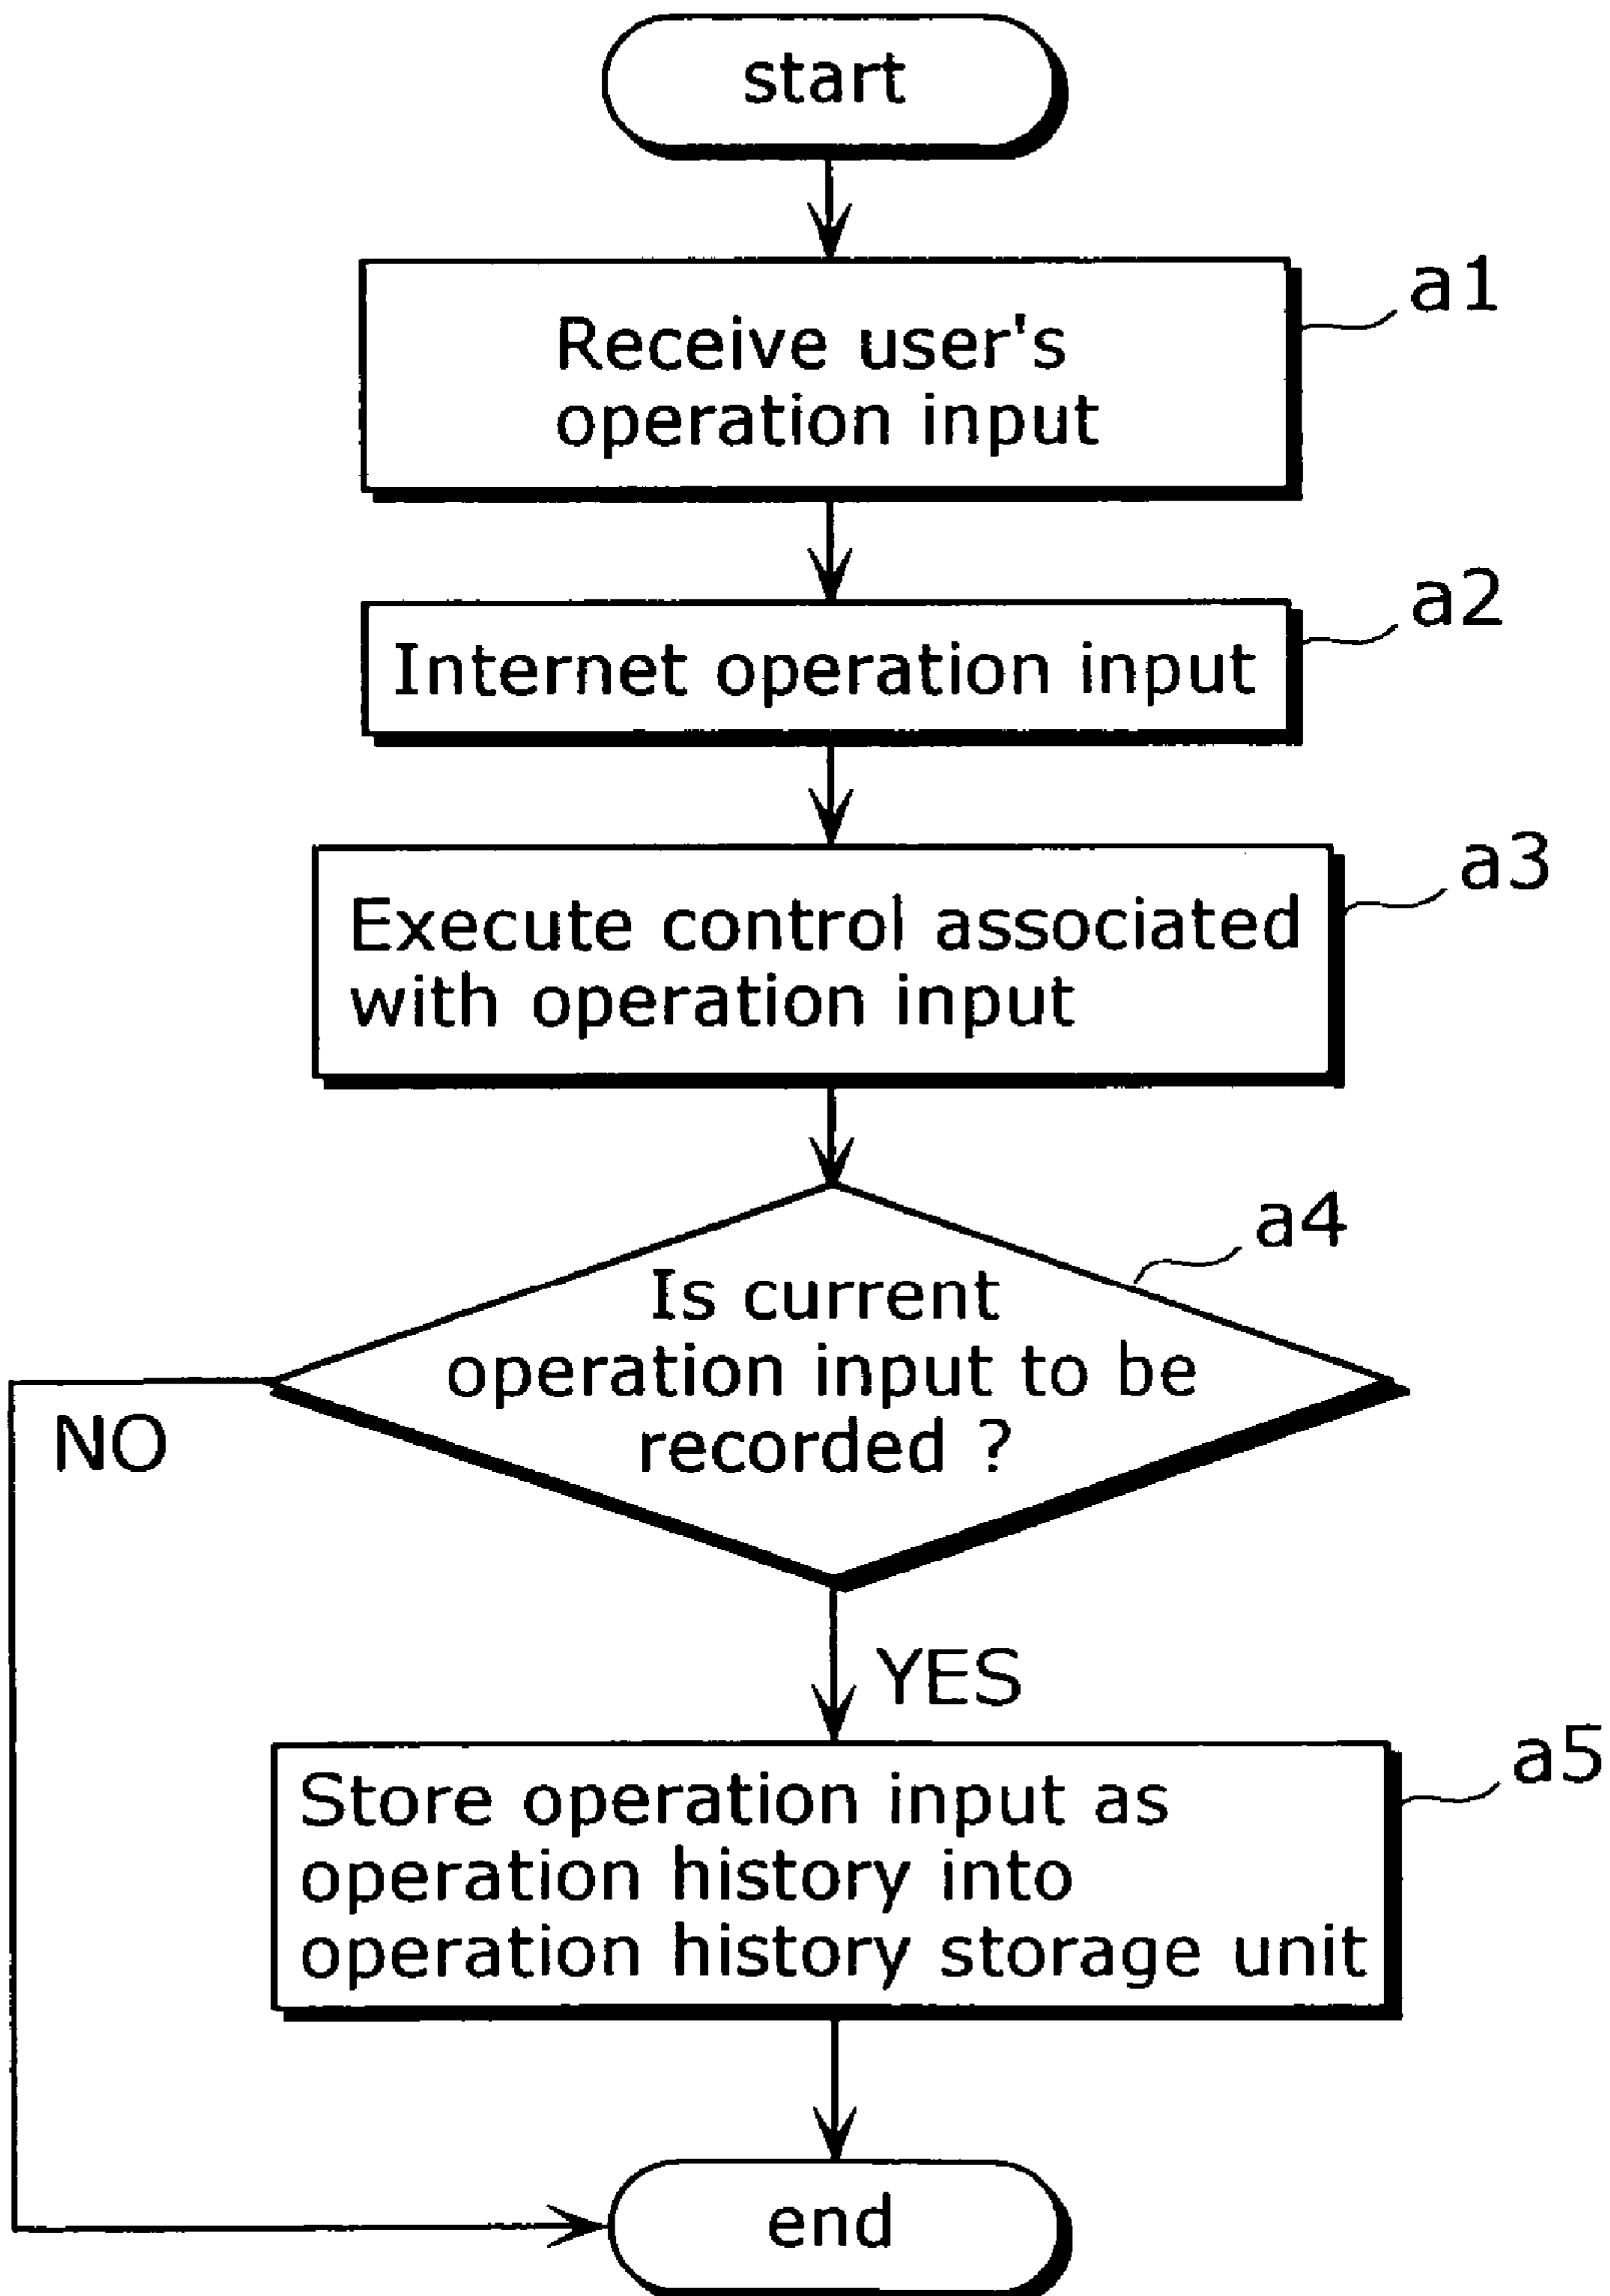 start
a1
Receive user's
operation input
a2
Internet operation input
a3
Execute control associated
with operation input
a4
Is current
operation input to be
recorded ?
NO
YES
a5
Store operation input as
operation history into
operation history storage unit
end